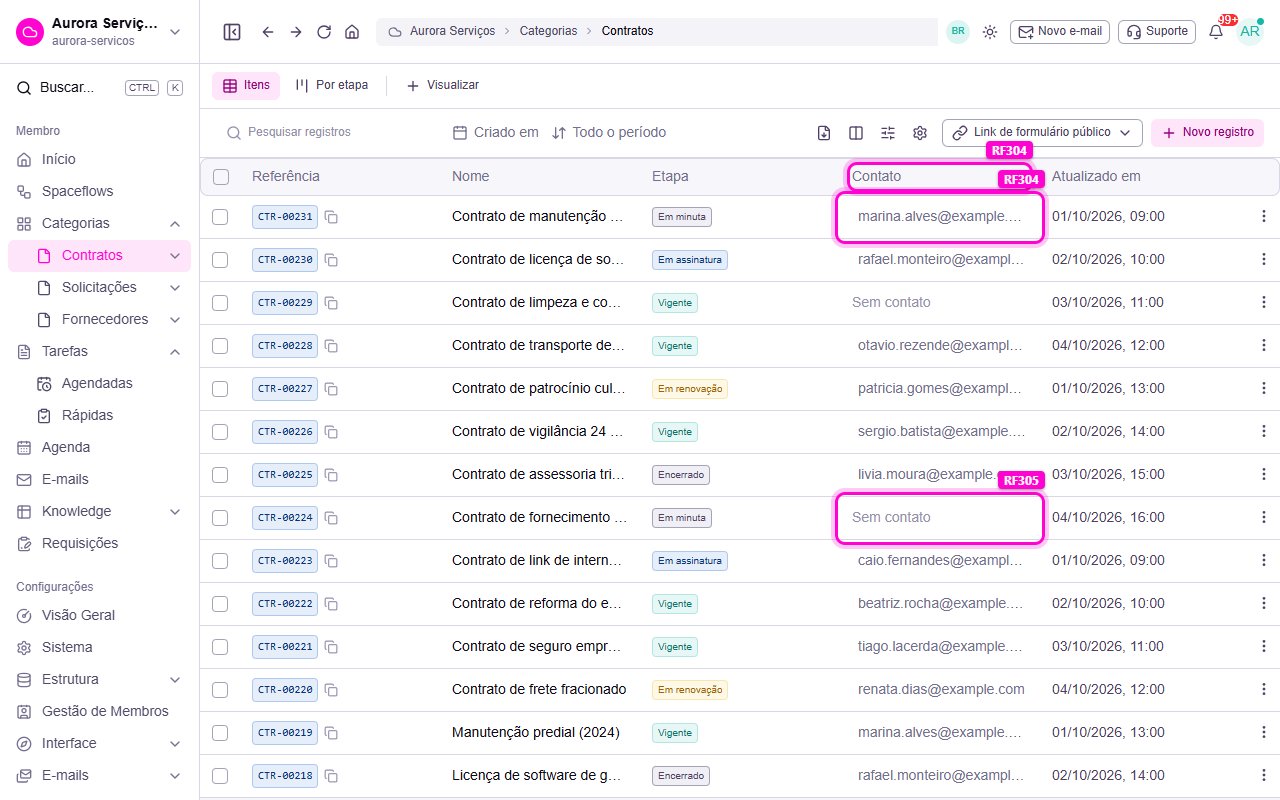 Aurora Serviç...
aurora-servicos
Aurora Serviços
Categorias
Contratos
BR
Novo e-mail
Suporte
99+
AR
Buscar...
CTRL
K
Itens
Por etapa
Visualizar
Pesquisar registros
Criado em
Todo o período
Link de formulário público
Novo registro
Membro
Início
Spaceflows
Categorias
Contratos
Solicitações
Fornecedores
Tarefas
Agendadas
Rápidas
Agenda
E-mails
Knowledge
Requisições
Configurações
Visão Geral
Sistema
Estrutura
Gestão de Membros
Interface
E-mails
RF304
Referência Nome Etapa Contato Atualizado em
RF304
CTR-00231 Contrato de manutenção ... Em minuta marina.alves@example.... 01/10/2026, 09:00
CTR-00230 Contrato de licença de so... Em assinatura rafael.monteiro@exampl... 02/10/2026, 10:00
CTR-00229 Contrato de limpeza e co... Vigente Sem contato 03/10/2026, 11:00
CTR-00228 Contrato de transporte de... Vigente otavio.rezende@exampl... 04/10/2026, 12:00
CTR-00227 Contrato de patrocínio cul... Em renovação patricia.gomes@exampl... 01/10/2026, 13:00
CTR-00226 Contrato de vigilância 24 ... Vigente sergio.batista@example.... 02/10/2026, 14:00
CTR-00225 Contrato de assessoria tri... Encerrado livia.moura@example. 03/10/2026, 15:00
RF305
CTR-00224 Contrato de fornecimento ... Em minuta Sem contato 04/10/2026, 16:00
CTR-00223 Contrato de link de intern... Em assinatura caio.fernandes@exampl... 01/10/2026, 09:00
CTR-00222 Contrato de reforma do e... Vigente beatriz.rocha@example.... 02/10/2026, 10:00
CTR-00221 Contrato de seguro empr... Vigente tiago.lacerda@example.... 03/10/2026, 11:00
CTR-00220 Contrato de frete fracionado Em renovação renata.dias@example.com 04/10/2026, 12:00
CTR-00219 Manutenção predial (2024) Vigente marina.alves@example.... 01/10/2026, 13:00
CTR-00218 Licença de software de g... Encerrado rafael.monteiro@exampl... 02/10/2026, 14:00